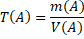 T(A) = m(A) / V(A)